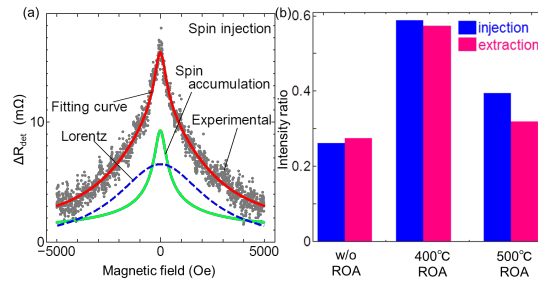 (a)
Spin injection
Spin
accumulation
Fitting curve
Lorentz
Experimental
ΔRdet (mΩ)
10
0
-5000
0
5000
Magnetic field (Oe)
(b)
injection
extraction
Intensity ratio
0.6
0.4
0.2
0
w/o
ROA
400℃
ROA
500℃
ROA